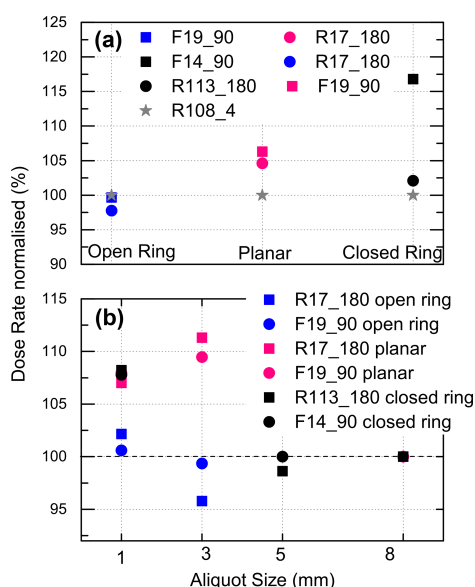 Dose Rate normalised (%)
125
120
115
110
105
100
95
90
(a)
F19_90 R17_180
F14_90 R17_180
R113_180 F19_90
R108_4
Open Ring Planar Closed Ring
115
110
105
100
95
(b)
R17_180 open ring
F19_90 open ring
R17_180 planar
F19_90 planar
R113_180 closed ring
F14_90 closed ring
1 3 5 8
Aliquot Size (mm)